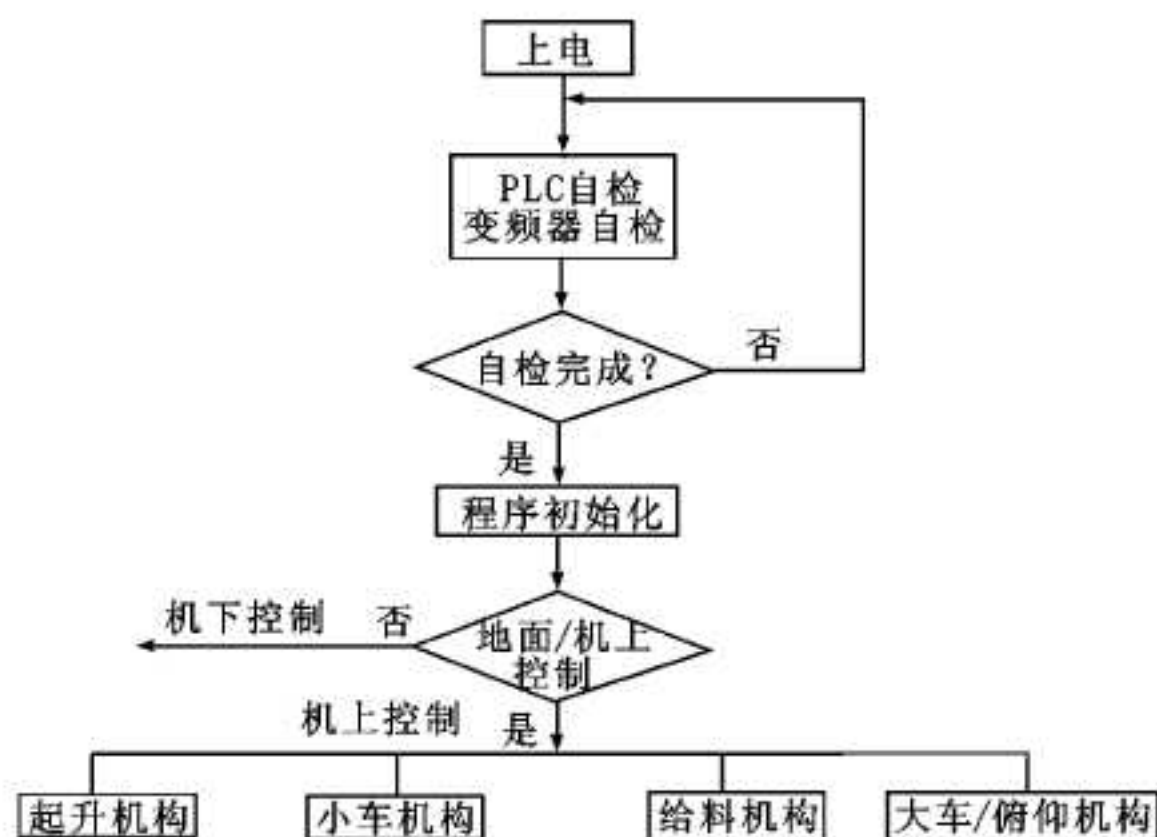 上电
PLC自检
变频器自检
自检完成？
否
是
程序初始化
机下控制
否
地面/机上
控制
机上控制
是
起升机构
小车机构
给料机构
大车/俯仰机构